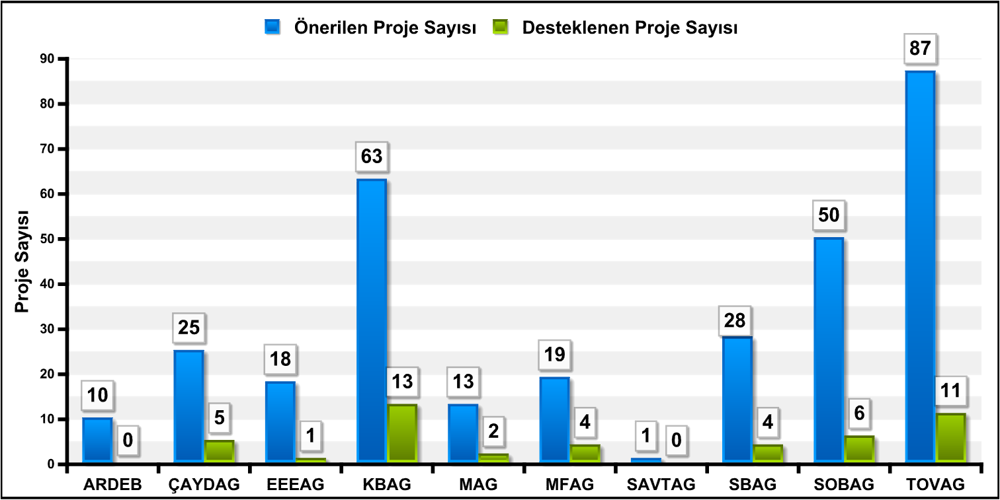 Önerilen Proje Sayısı Desteklenen Proje Sayısı
Proje Sayısı
90
80
70
60
50
40
30
20
10
0
10 0 25 5 18 1 63 13 13 2 19 4 1 0 28 4 50 6 87 11
ARDEB ÇAYDAG EEEAG KBAG MAG MFAG SAVTAG SBAG SOBAG TOVAG